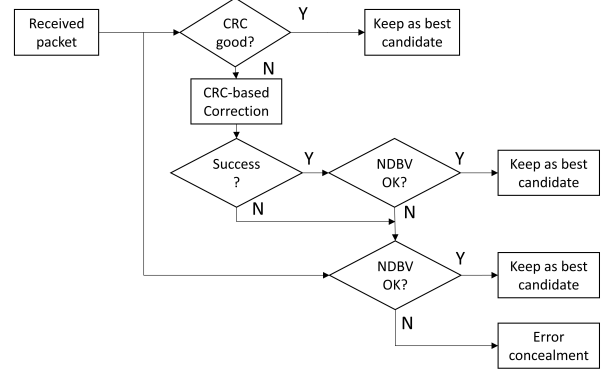 Received
packet
CRC
good?
Y
Keep as best
candidate
N
CRC-based
Correction
Success
?
Y
NDBV
OK?
Y
Keep as best
candidate
N
N
NDBV
OK?
Y
Keep as best
candidate
N
Error
concealment